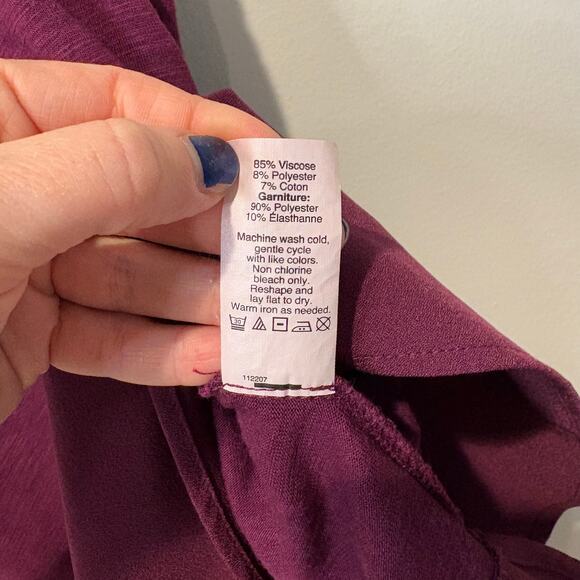 85% Viscose
8% Polyester
7% Coton
Garniture:
90% Polyester
10% Élasthanne
Machine wash cold,
gentle cycle
with like colors.
Non chlorine
bleach only.
Reshape and
lay flat to dry.
Warm iron as needed.
30
112207